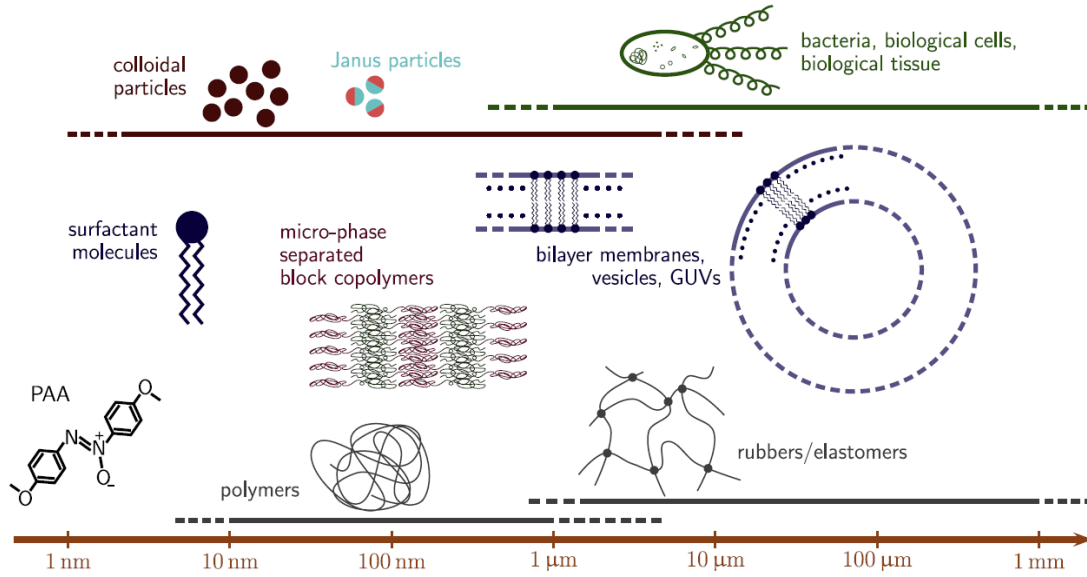 colloidal
particles
Janus particles
bacteria, biological cells,
biological tissue
surfactant
molecules
micro-phase
separated
block copolymers
bilayer membranes,
vesicles, GUVs
PAA
O
N
N
+
O
−
O
polymers
rubbers/elastomers
1 nm
10 nm
100 nm
1 µm
10 µm
100 µm
1 mm